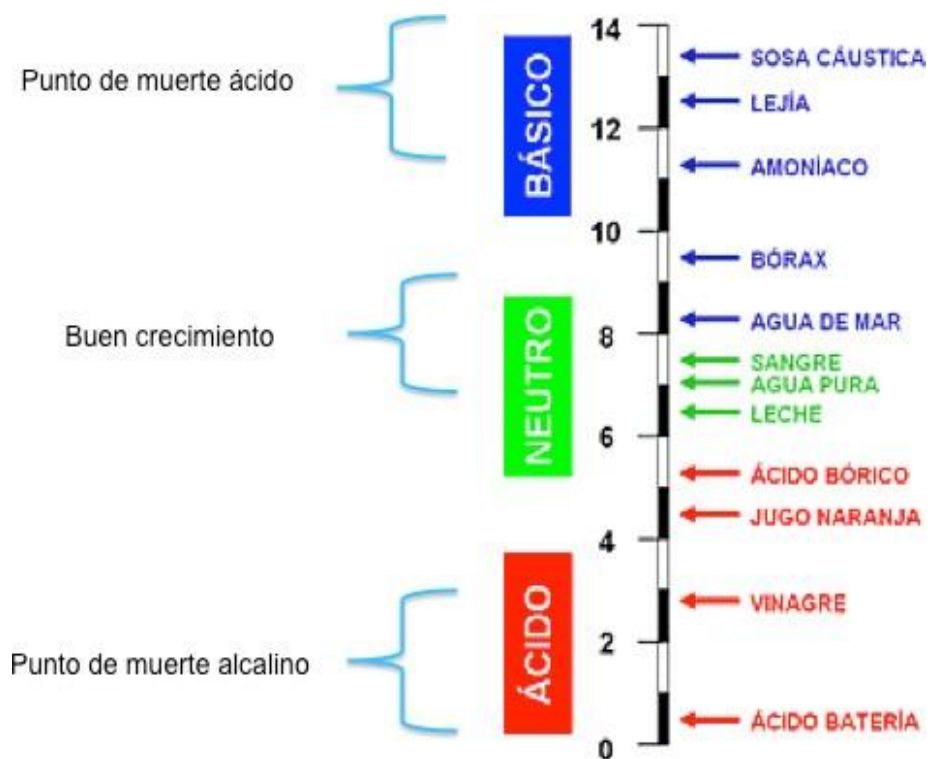 Punto de muerte ácido
Buen crecimiento
Punto de muerte alcalino
BÁSICO
NEUTRO
ÁCIDO
14
12
10
8
6
4
2
0
SOSA CÁUSTICA
LEJÍA
AMONÍACO
BÓRAX
AGUA DE MAR
SANGRE
AGUA PURA
LECHE
ÁCIDO BÓRICO
JUGO NARANJA
VINAGRE
ÁCIDO BATERÍA